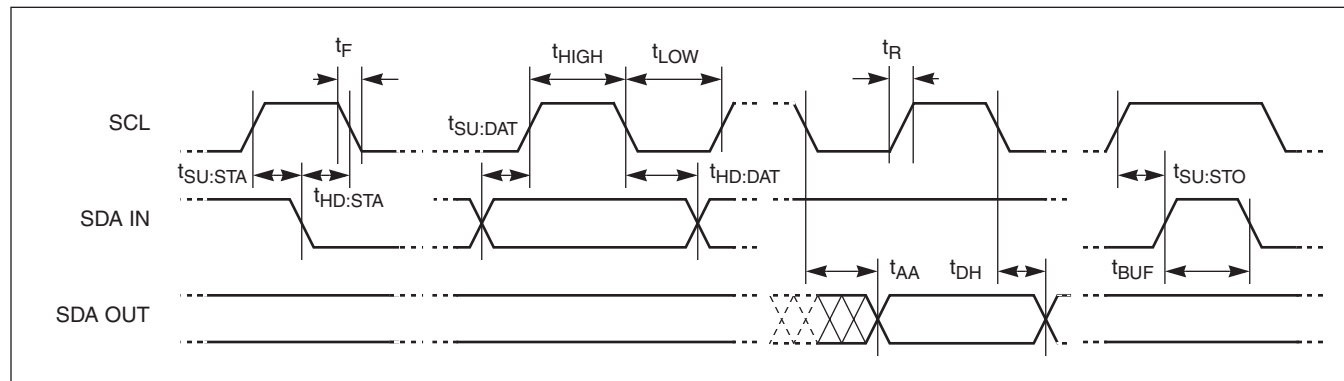 tF
tHIGH
tLOW
tR
SCL
tSU:DAT
tSU:STA
tHD:STA
tHD:DAT
tSU:STO
SDA IN
tAA
tDH
tBUF
SDA OUT